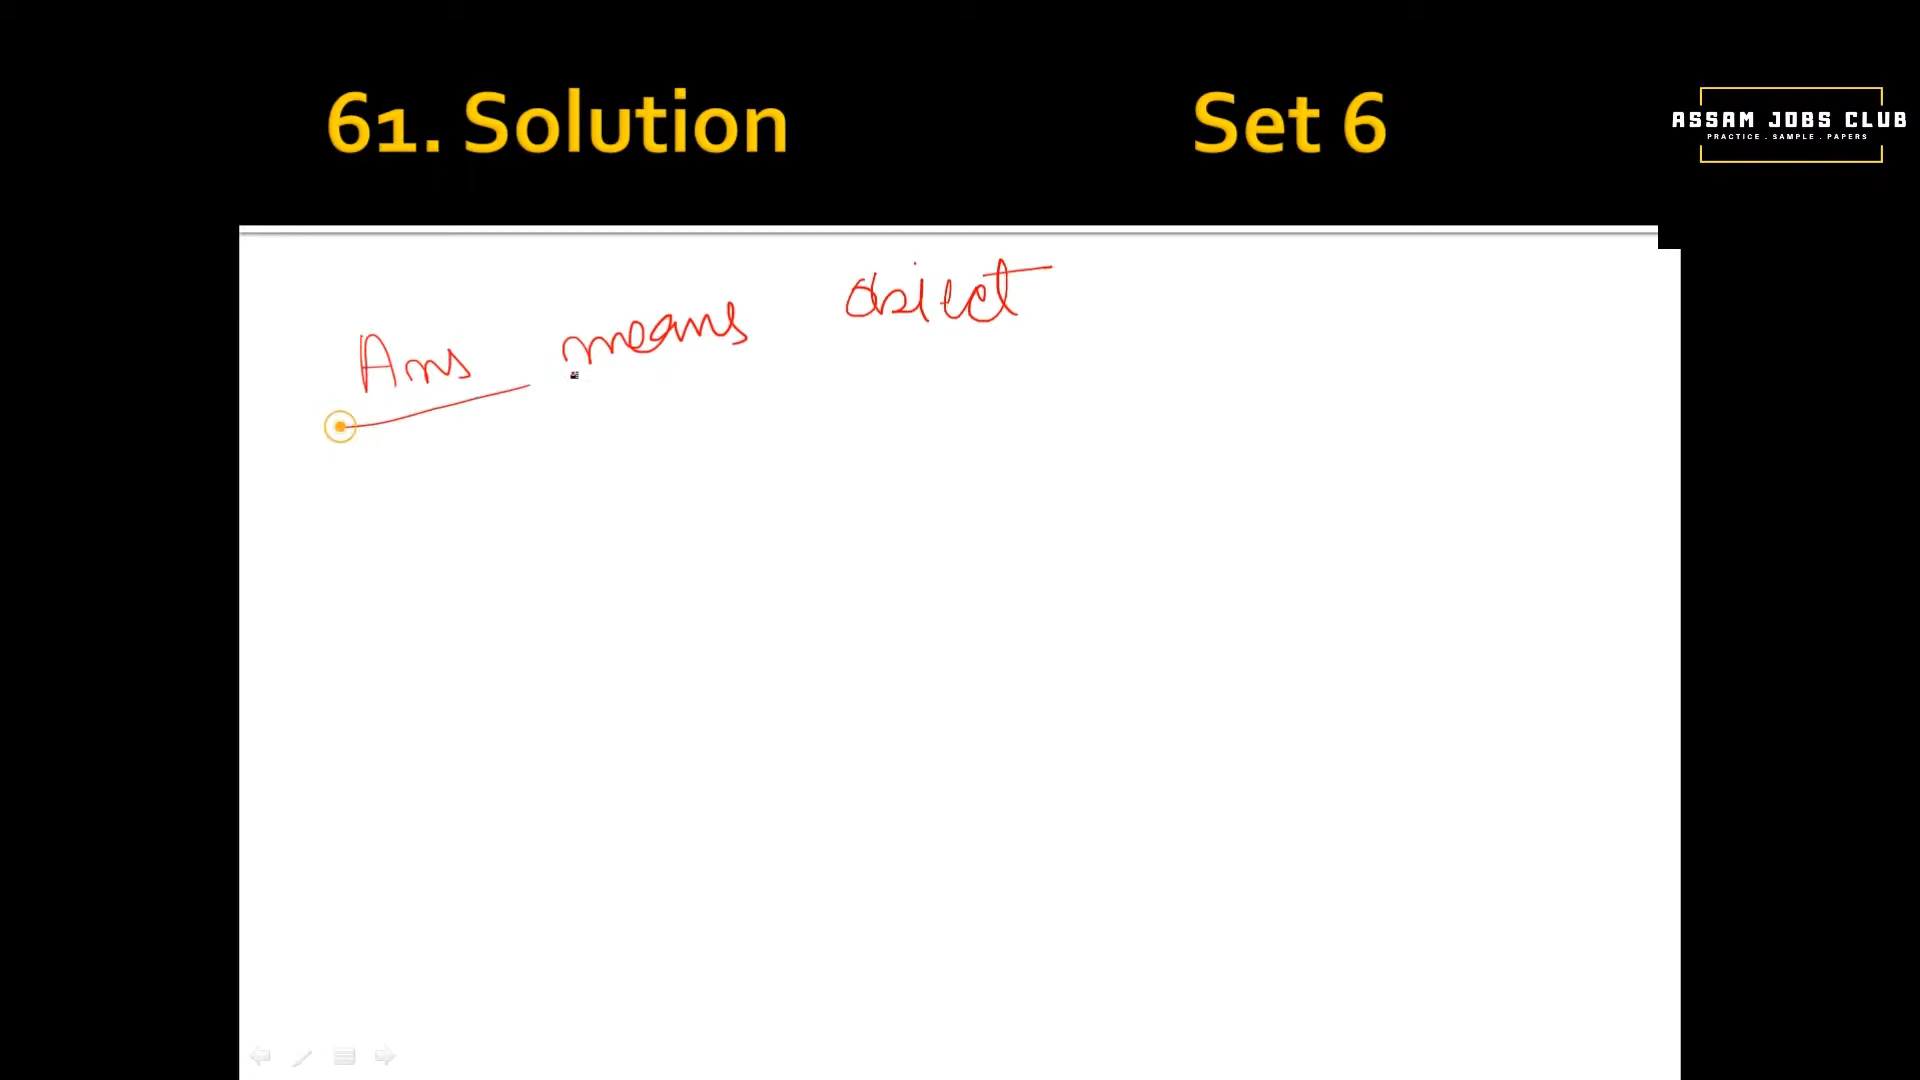 61. Solution Set 6
ASSAM JOBS CLUB
PRACTICE . SAMPLE . PAPERS
Ans means object